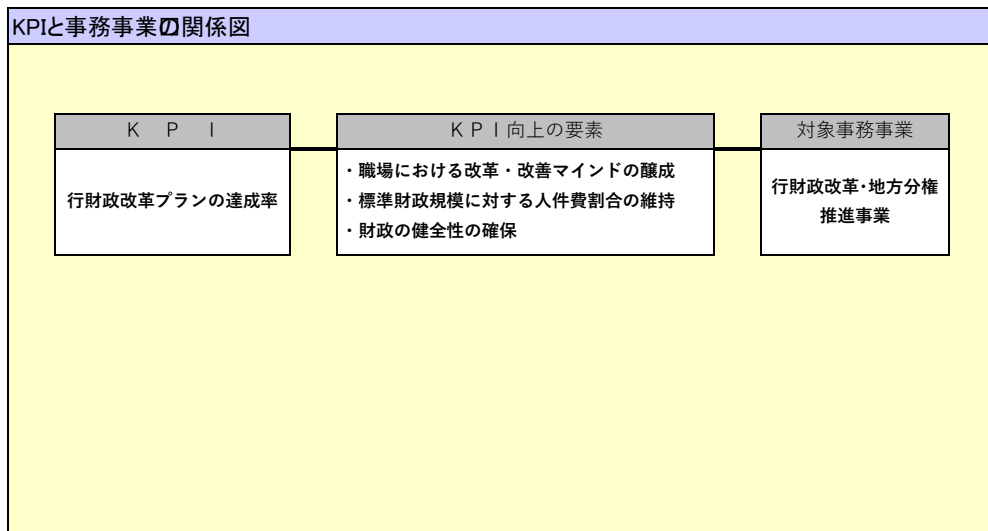 KPIと事務事業の関係図
K P I
行財政改革プランの達成率
KPI向上の要素
・職場における改革・改善マインドの醸成
・標準財政規模に対する人件費割合の維持
・財政の健全性の確保
対象事務事業
行財政改革・地方分権
推進事業